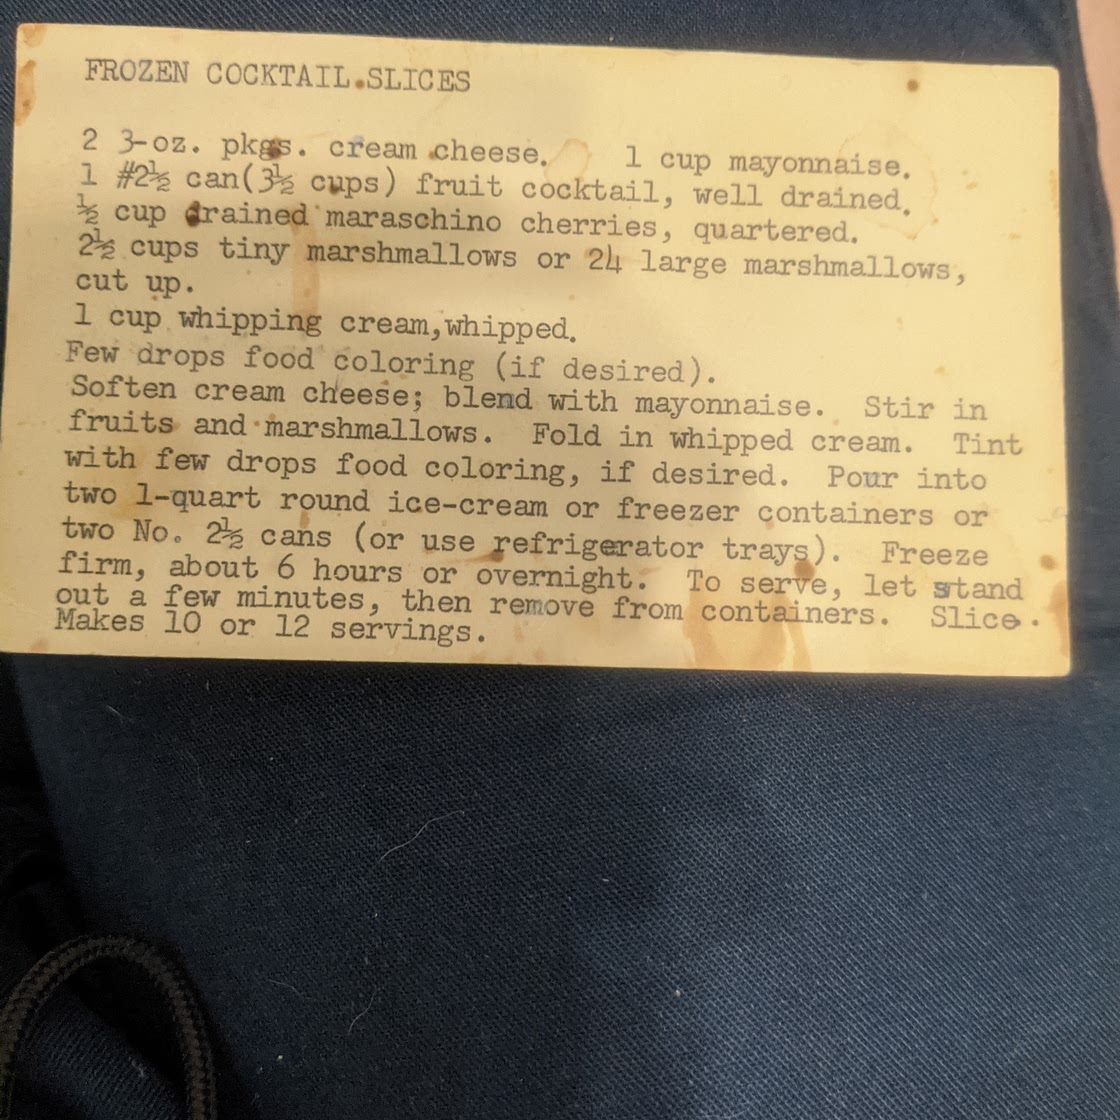 FROZEN COCKTAIL SLICES
2 3-oz. pkgs. cream cheese. 1 cup mayonnaise.
1 #2½ can(3½ cups) fruit cocktail, well drained.
½ cup drained maraschino cherries, quartered.
2½ cups tiny marshmallows or 24 large marshmallows,
cut up.
1 cup whipping cream,whipped.
Few drops food coloring (if desired).
Soften cream cheese; blend with mayonnaise. Stir in
fruits and marshmallows. Fold in whipped cream. Tint
with few drops food coloring, if desired. Pour into
two 1-quart round ice-cream or freezer containers or
two No. 2½ cans (or use refrigerator trays). Freeze
firm, about 6 hours or overnight. To serve, let stand
out a few minutes, then remove from containers. Slice.
Makes 10 or 12 servings.